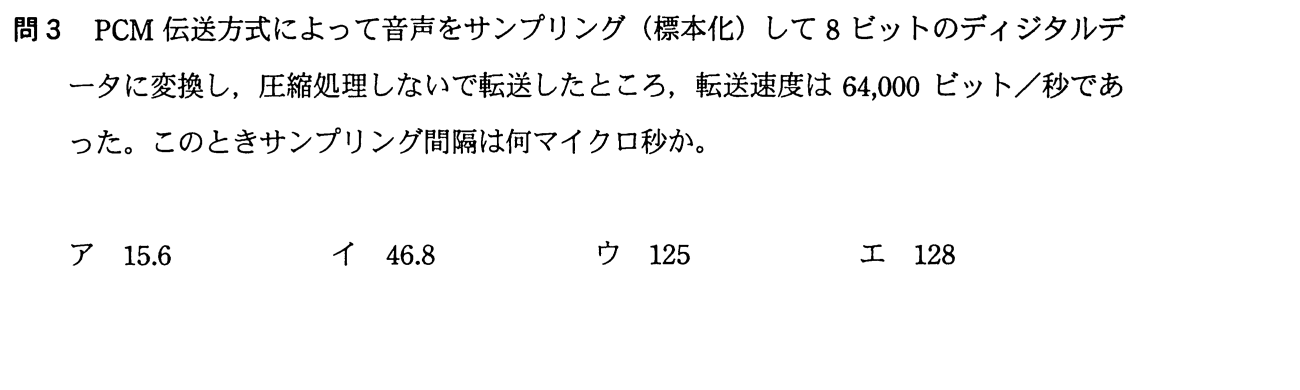 問3 PCM 伝送方式によって音声をサンプリング（標本化）して 8 ビットのディジタルデ
ータに変換し，圧縮処理しないで転送したところ，転送速度は 64,000 ビット／秒であ
った。このときサンプリング間隔は何マイクロ秒か。
ア 15.6 イ 46.8 ウ 125 エ 128